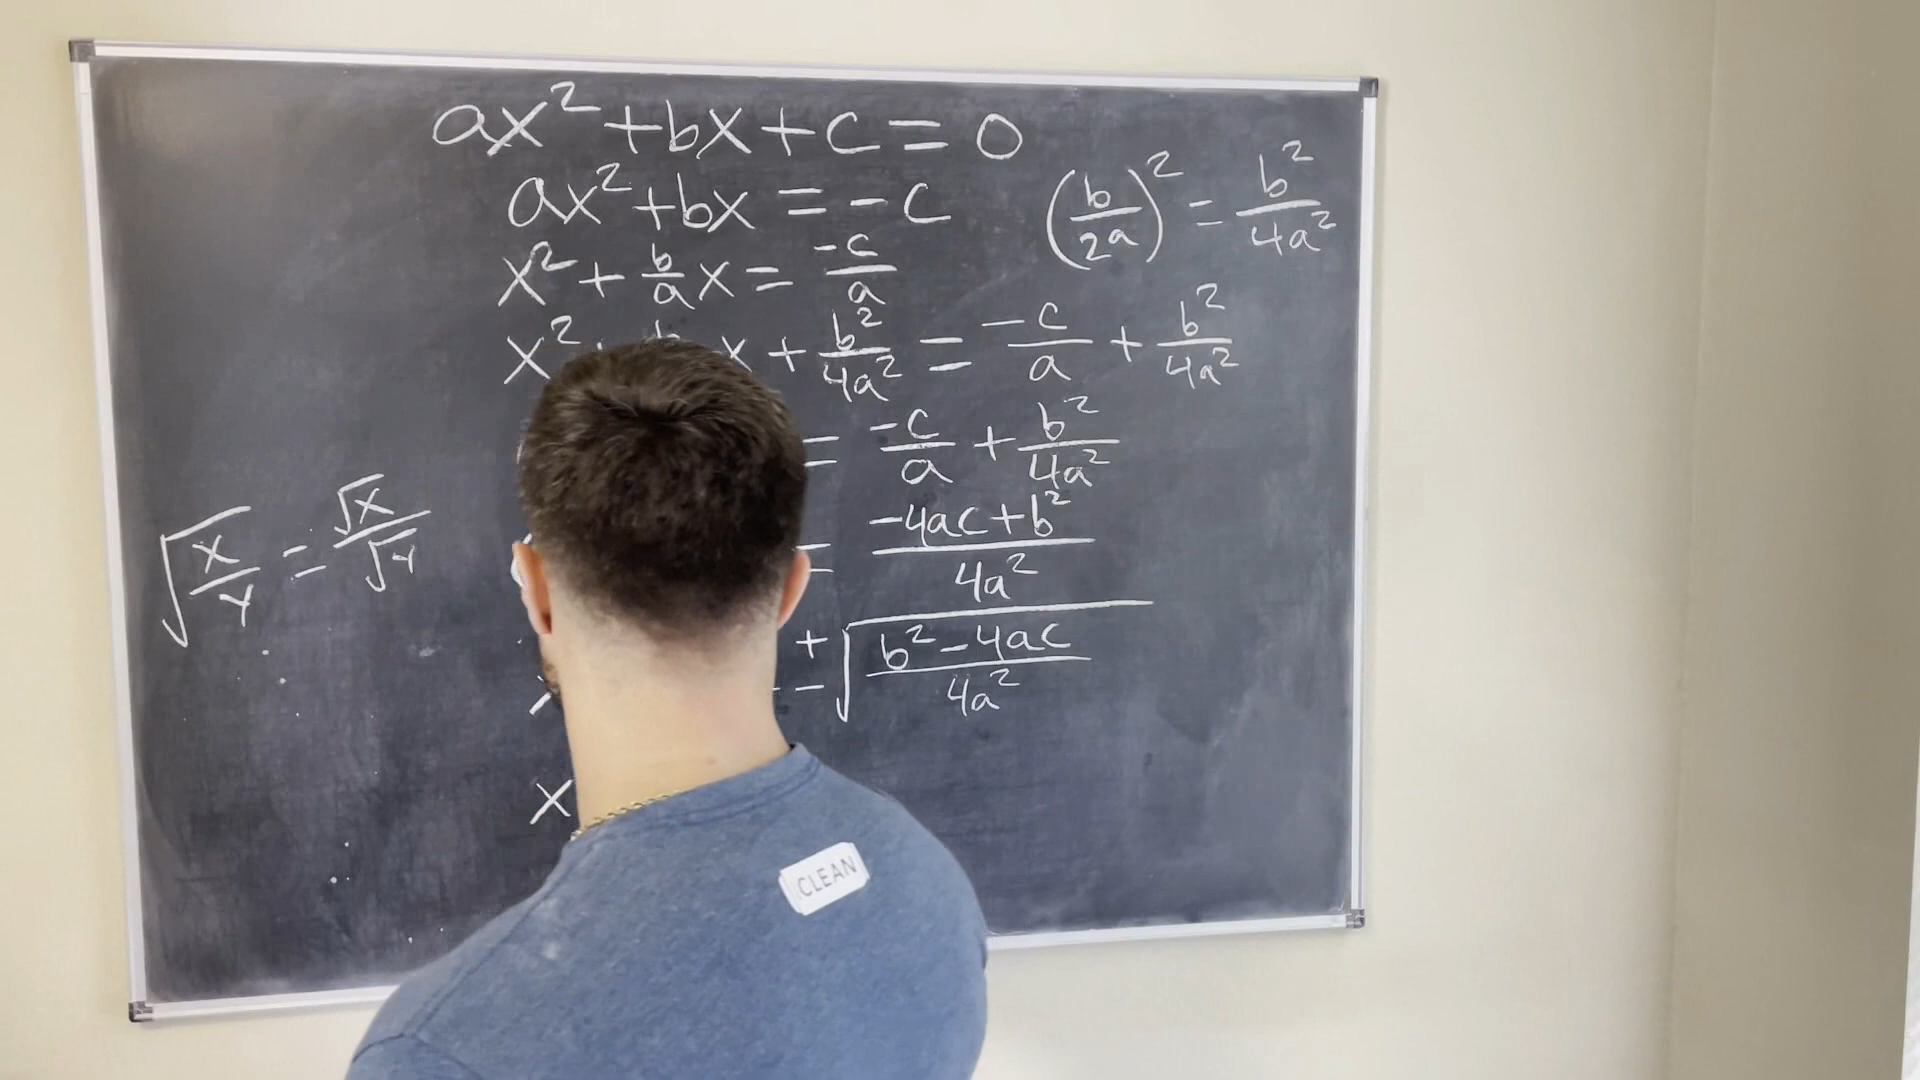 ax² + bx + c = 0
ax² + bx = -c
(b/2a)² = b²/4a²
x² + b/a x = -c/a
x² + x + b²/4a² = -c/a + b²/4a²
= -c/a + b²/4a²
√(x/y) = √x/√y
= (-4ac + b²)/4a²
± √((b² - 4ac)/4a²)
x
CLEAN